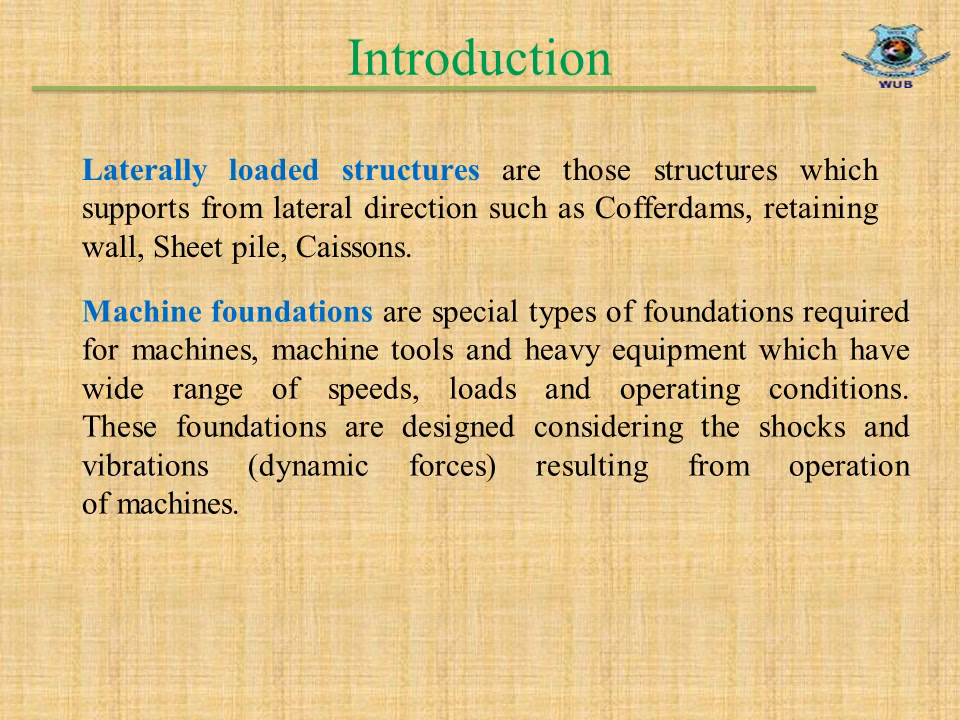 Introduction
WUB
Laterally loaded structures are those structures which
supports from lateral direction such as Cofferdams, retaining
wall, Sheet pile, Caissons.
Machine foundations are special types of foundations required
for machines, machine tools and heavy equipment which have
wide range of speeds, loads and operating conditions.
These foundations are designed considering the shocks and
vibrations (dynamic forces) resulting from operation
of machines.